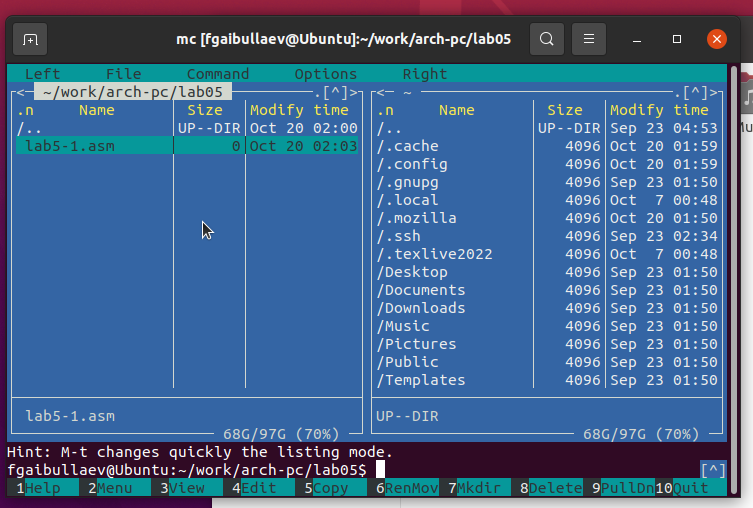 mc [fgaibullaev@Ubuntu]:~/work/arch-pc/lab05
Left File Command Options Right
<─ ~/work/arch-pc/lab05 ─.[^]>
.n Name Size Modify time
/.. UP--DIR Oct 20 02:00
lab5-1.asm 0 Oct 20 02:03
lab5-1.asm
68G/97G (70%)
<─ ~ ─.[^]>
.n Name Size Modify time
/.. UP--DIR Sep 23 04:53
/.cache 4096 Oct 20 01:59
/.config 4096 Oct 20 01:59
/.gnupg 4096 Sep 23 01:50
/.local 4096 Oct  7 00:48
/.mozilla 4096 Oct 20 01:50
/.ssh 4096 Sep 23 02:34
/.texlive2022 4096 Oct  7 00:48
/Desktop 4096 Sep 23 01:50
/Documents 4096 Sep 23 01:50
/Downloads 4096 Sep 23 01:50
/Music 4096 Sep 23 01:50
/Pictures 4096 Sep 23 01:50
/Public 4096 Sep 23 01:50
/Templates 4096 Sep 23 01:50
UP--DIR
68G/97G (70%)
Hint: M-t changes quickly the listing mode.
fgaibullaev@Ubuntu:~/work/arch-pc/lab05$ [^]
1Help 2Menu 3View 4Edit 5Copy 6RenMov 7Mkdir 8Delete 9PullDn 10Quit